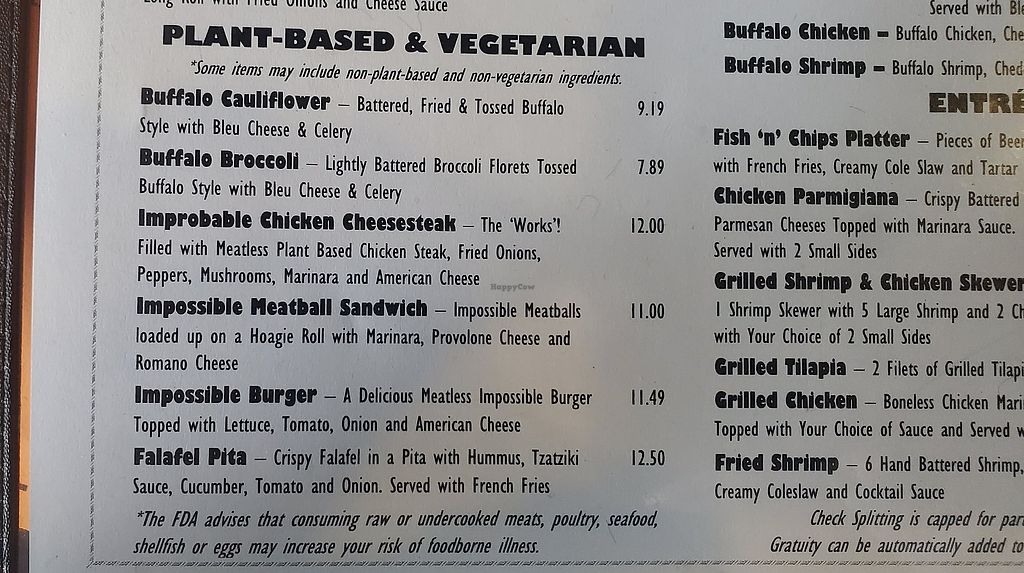 Long Roll with Fried Onions and Cheese Sauce
PLANT-BASED & VEGETARIAN
*Some items may include non-plant-based and non-vegetarian ingredients.
Buffalo Cauliflower – Battered, Fried & Tossed Buffalo 9.19
Style with Bleu Cheese & Celery
Buffalo Broccoli – Lightly Battered Broccoli Florets Tossed 7.89
Buffalo Style with Bleu Cheese & Celery
Improbable Chicken Cheesesteak – The ‘Works’! 12.00
Filled with Meatless Plant Based Chicken Steak, Fried Onions,
Peppers, Mushrooms, Marinara and American Cheese
HappyCow
Impossible Meatball Sandwich – Impossible Meatballs 11.00
loaded up on a Hoagie Roll with Marinara, Provolone Cheese and
Romano Cheese
Impossible Burger – A Delicious Meatless Impossible Burger 11.49
Topped with Lettuce, Tomato, Onion and American Cheese
Falafel Pita – Crispy Falafel in a Pita with Hummus, Tzatziki 12.50
Sauce, Cucumber, Tomato and Onion. Served with French Fries
*The FDA advises that consuming raw or undercooked meats, poultry, seafood,
shellfish or eggs may increase your risk of foodborne illness.
Served with
Buffalo Chicken – Buffalo Chicken,
Buffalo Shrimp – Buffalo Shrimp,
ENTRÉ
Fish ‘n’ Chips Platter – Pieces of Beer
with French Fries, Creamy Cole Slaw and Tartar
Chicken Parmigiana – Crispy Battered
Parmesan Cheeses Topped with Marinara Sauce.
Served with 2 Small Sides
Grilled Shrimp & Chicken Skewer
1 Shrimp Skewer with 5 Large Shrimp and 2
with Your Choice of 2 Small Sides
Grilled Tilapia – 2 Filets of Grilled
Grilled Chicken – Boneless Chicken
Topped with Your Choice of Sauce and Served
Fried Shrimp – 6 Hand Battered Shrimp,
Creamy Coleslaw and Cocktail Sauce
Check Splitting is capped for
Gratuity can be automatically added to